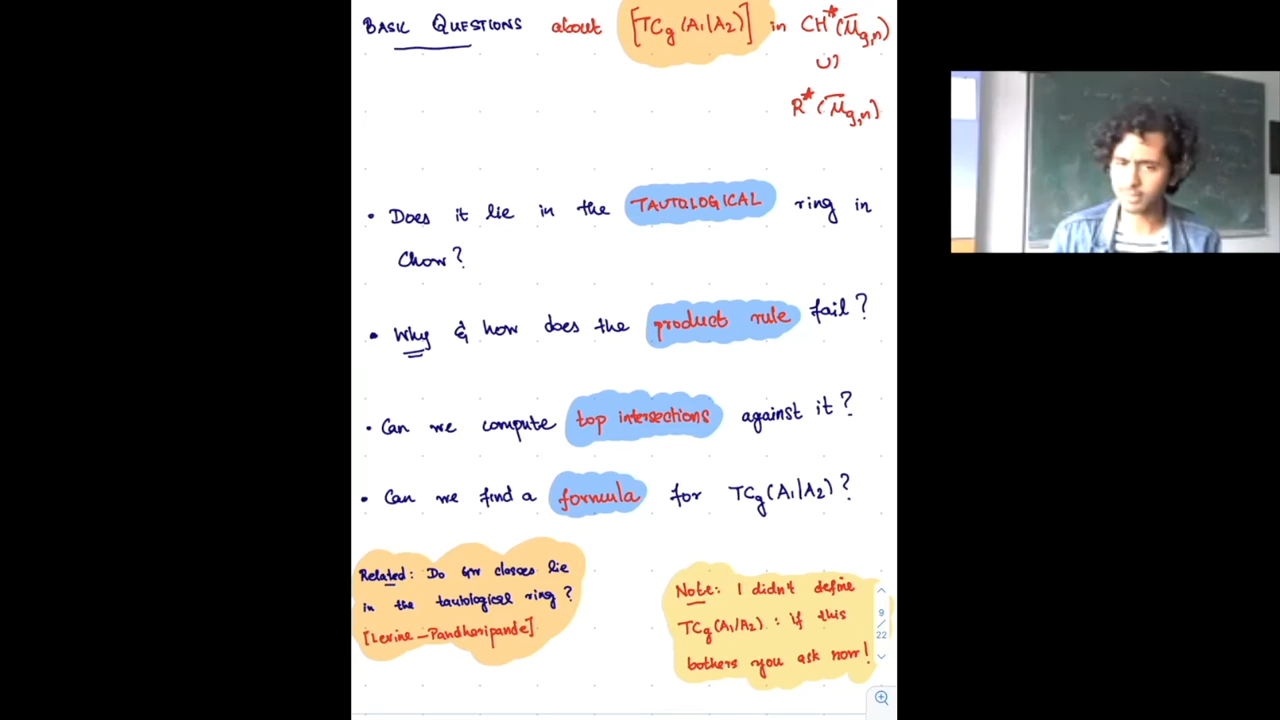 BASIC QUESTIONS about [TCg(A1|A2)] in CH*(M̄g,n)
∪|
R*(M̄g,n)
• Does it lie in the TAUTOLOGICAL ring in
Chow?
• Why & how does the product rule fail?
• Can we compute top intersections against it?
• Can we find a formula for TCg(A1|A2)?
Related: Do GW classes lie
in the tautological ring?
[Levine-Pandharipande]
Note: I didn't define
TCg(A1/A2) : if this
bothers you ask now!
9
/
22